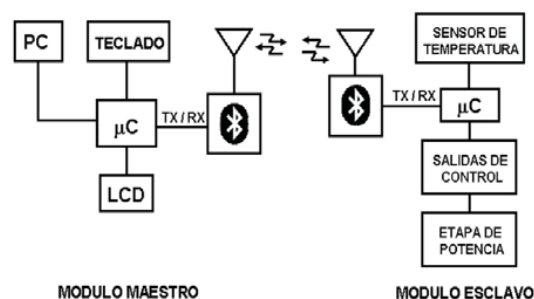 PC
TECLADO
μC
TX / RX
LCD
MODULO MAESTRO
SENSOR DE
TEMPERATURA
TX / RX
μC
SALIDAS DE
CONTROL
ETAPA DE
POTENCIA
MODULO ESCLAVO